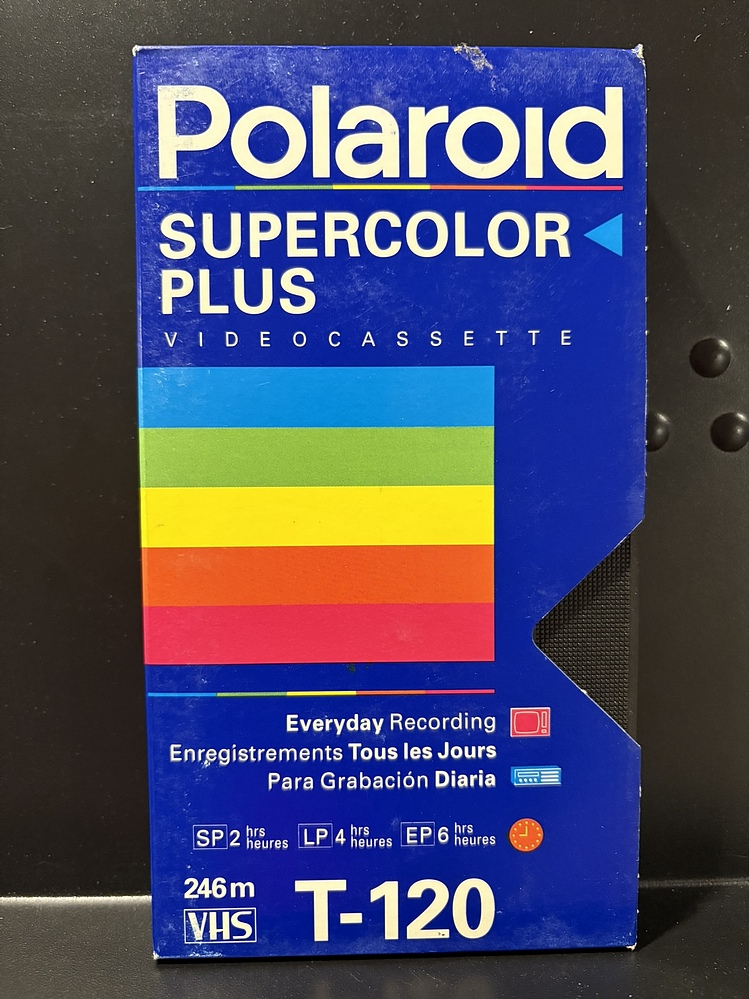 Polaroid
SUPERCOLOR
PLUS
VIDEOCASSETTE
Everyday Recording
Enregistrements Tous les Jours
Para Grabación Diaria
SP 2 hrs heures LP 4 hrs heures EP 6 hrs heures
246m
VHS T-120